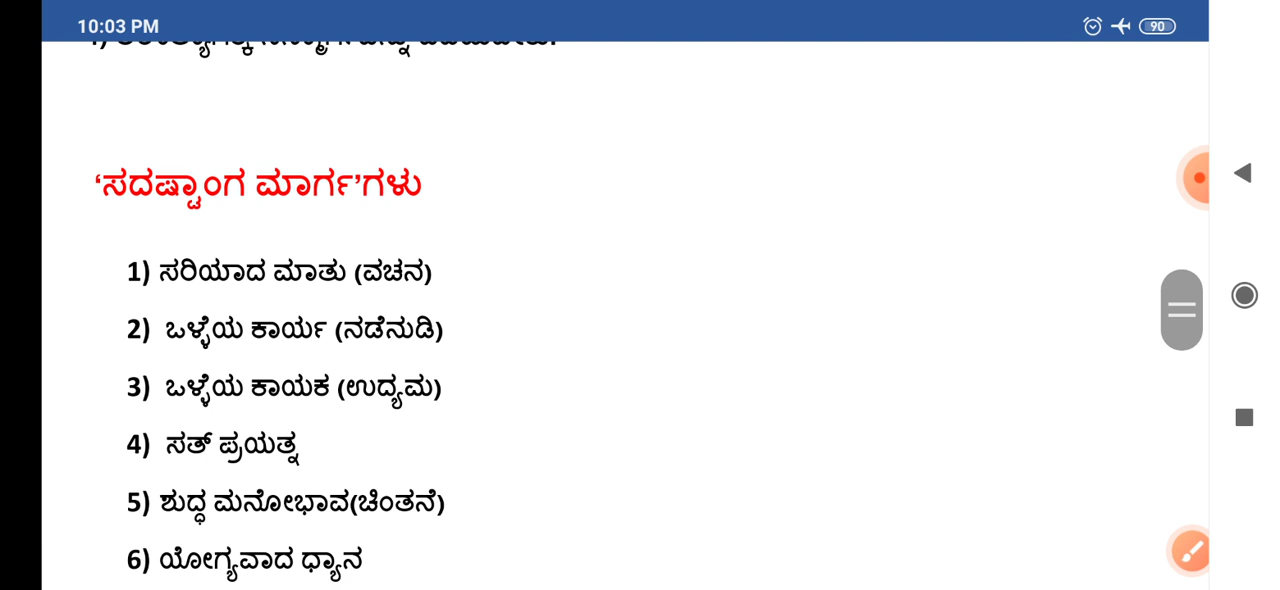 10:03 PM
90
‘ಸದಷ್ಟಾಂಗ ಮಾರ್ಗ’ಗಳು
1) ಸರಿಯಾದ ಮಾತು (ವಚನ)
2) ಒಳ್ಳೆಯ ಕಾರ್ಯ (ನಡೆನುಡಿ)
3) ಒಳ್ಳೆಯ ಕಾಯಕ (ಉದ್ಯಮ)
4) ಸತ್ ಪ್ರಯತ್ನ
5) ಶುದ್ಧ ಮನೋಭಾವ(ಚಿಂತನೆ)
6) ಯೋಗ್ಯವಾದ ಧ್ಯಾನ